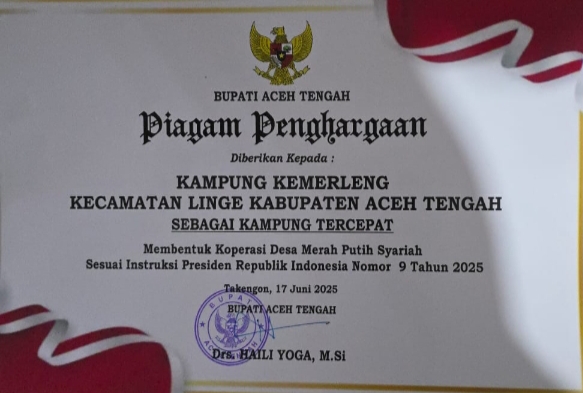 BUPATI ACEH TENGAH
Piagam Penghargaan
Diberikan Kepada :
KAMPUNG KEMERLENG
KECAMATAN LINGE KABUPATEN ACEH TENGAH
SEBAGAI KAMPUNG TERCEPAT
Membentuk Koperasi Desa Merah Putih Syariah
Sesuai Instruksi Presiden Republik Indonesia Nomor 9 Tahun 2025
Takengon, 17 Juni 2025
BUPATI ACEH TENGAH
BUPATI
Drs. HAILI YOGA, M.Si